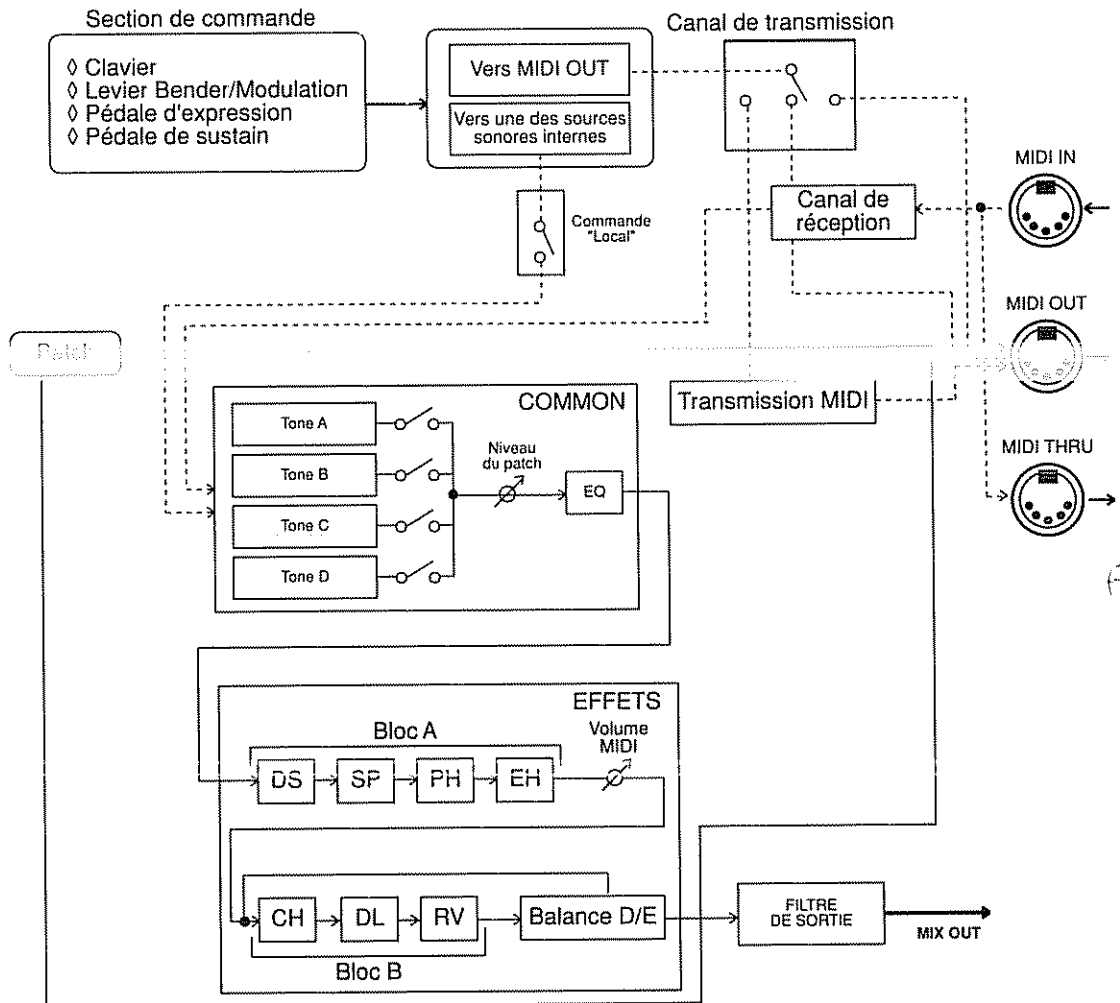 Section de commande
◊ Clavier
◊ Levier Bender/Modulation
◊ Pédale d'expression
◊ Pédale de sustain
Vers MIDI OUT
Vers une des sources
sonores internes
Canal de transmission
Commande
"Local"
Canal de
réception
MIDI IN
MIDI OUT
MIDI THRU
Patch
Transmission MIDI
COMMON
Tone A
Tone B
Tone C
Tone D
Niveau
du patch
EQ
EFFETS
Bloc A
Volume
MIDI
DS
SP
PH
EH
CH
DL
RV
Balance D/E
Bloc B
FILTRE
DE SORTIE
MIX OUT